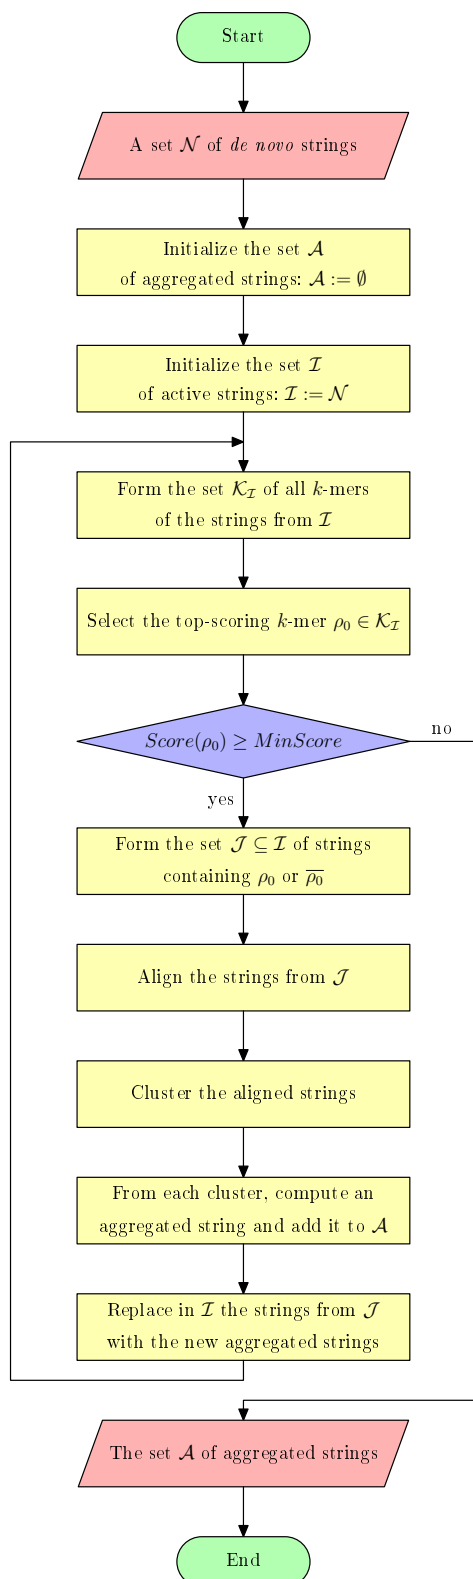 Start
A set 𝒩 of de novo strings
Initialize the set 𝒜
of aggregated strings: 𝒜 := ∅
Initialize the set ℐ
of active strings: ℐ := 𝒩
Form the set 𝒦_ℐ of all k-mers
of the strings from ℐ
Select the top-scoring k-mer ρ₀ ∈ 𝒦_ℐ
Score(ρ₀) ≥ MinScore
no
yes
Form the set 𝒥 ⊆ ℐ of strings
containing ρ₀ or ρ̅₀
Align the strings from 𝒥
Cluster the aligned strings
From each cluster, compute an
aggregated string and add it to 𝒜
Replace in ℐ the strings from 𝒥
with the new aggregated strings
The set 𝒜 of aggregated strings
End